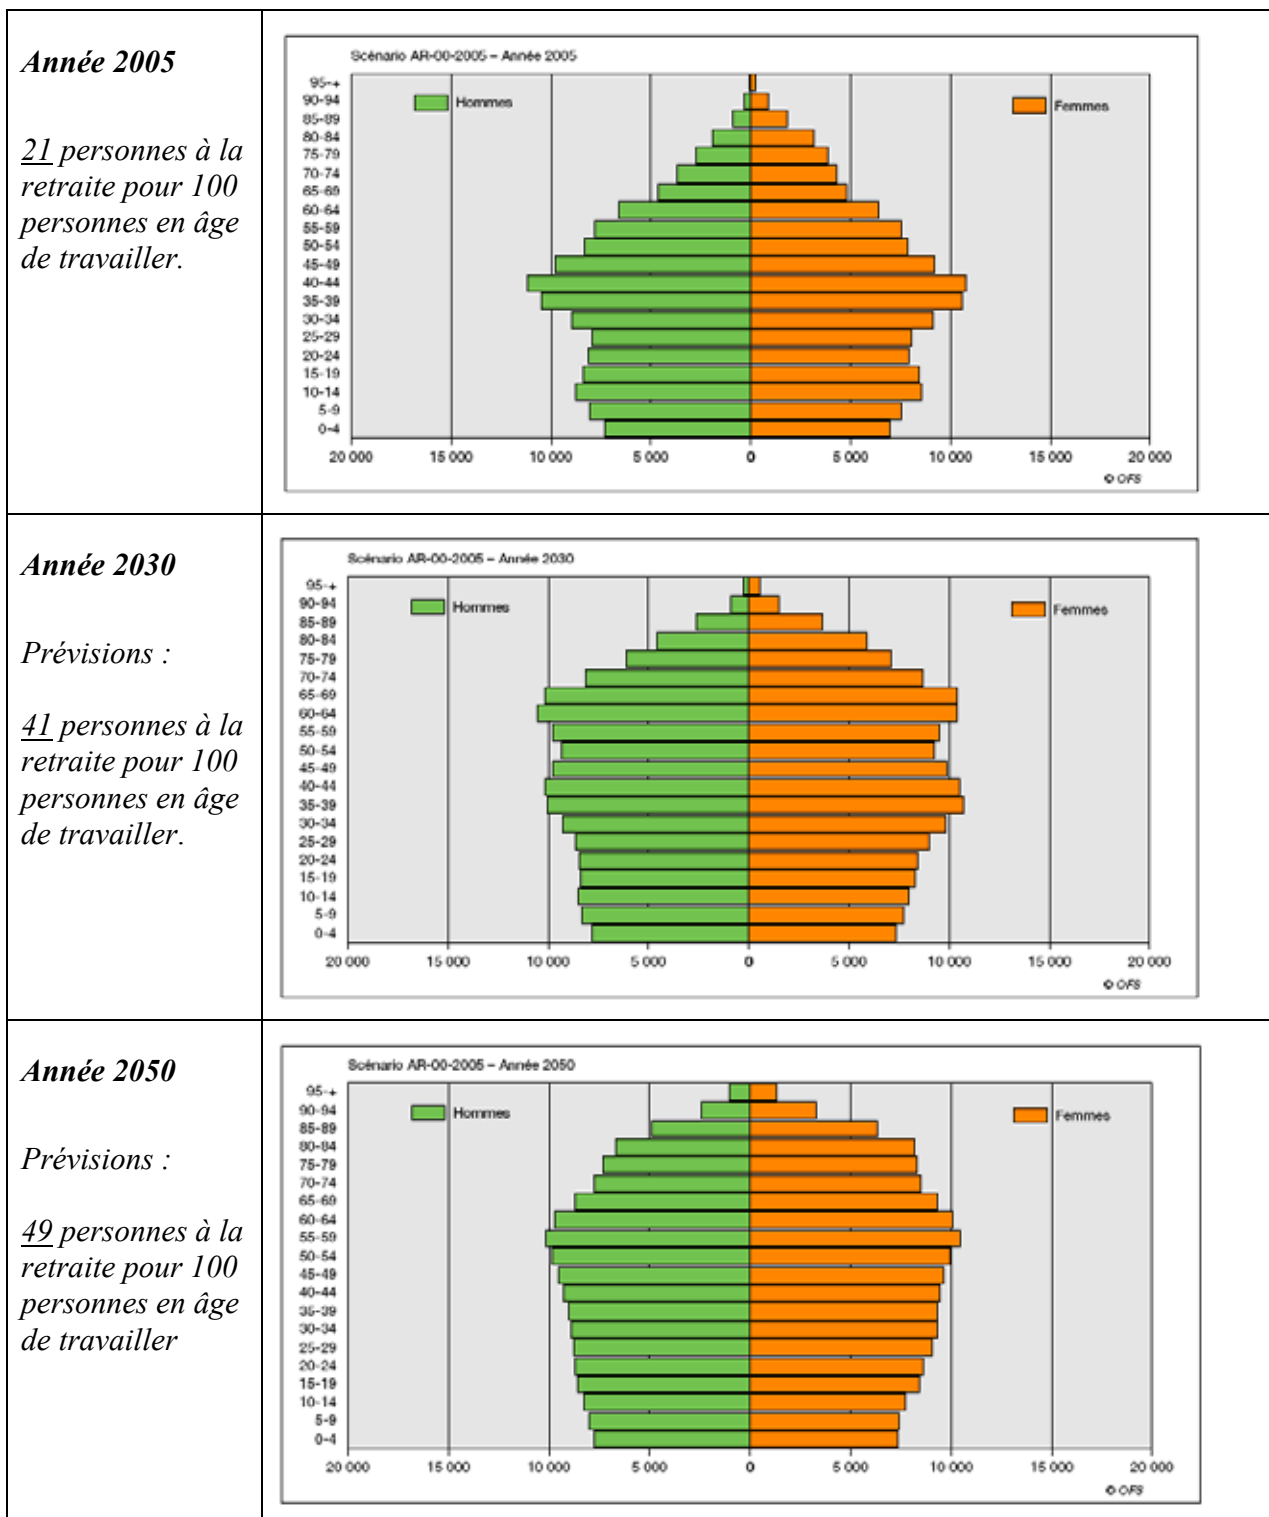 Année 2005
21 personnes à la
retraite pour 100
personnes en âge
de travailler.
Scénario AR-00-2005 – Année 2005
Hommes
Femmes
95-+
90-94
85-89
80-84
75-79
70-74
65-69
60-64
55-59
50-54
45-49
40-44
35-39
30-34
25-29
20-24
15-19
10-14
5-9
0-4
20 000 15 000 10 000 5 000 0 5 000 10 000 15 000 20 000
© OFS
Année 2030
Prévisions :
41 personnes à la
retraite pour 100
personnes en âge
de travailler.
Scénario AR-00-2005 – Année 2030
Hommes
Femmes
95-+
90-94
85-89
80-84
75-79
70-74
65-69
60-64
55-59
50-54
45-49
40-44
35-39
30-34
25-29
20-24
15-19
10-14
5-9
0-4
20 000 15 000 10 000 5 000 0 5 000 10 000 15 000 20 000
© OFS
Année 2050
Prévisions :
49 personnes à la
retraite pour 100
personnes en âge
de travailler
Scénario AR-00-2005 – Année 2050
Hommes
Femmes
95-+
90-94
85-89
80-84
75-79
70-74
65-69
60-64
55-59
50-54
45-49
40-44
35-39
30-34
25-29
20-24
15-19
10-14
5-9
0-4
20 000 15 000 10 000 5 000 0 5 000 10 000 15 000 20 000
© OFS